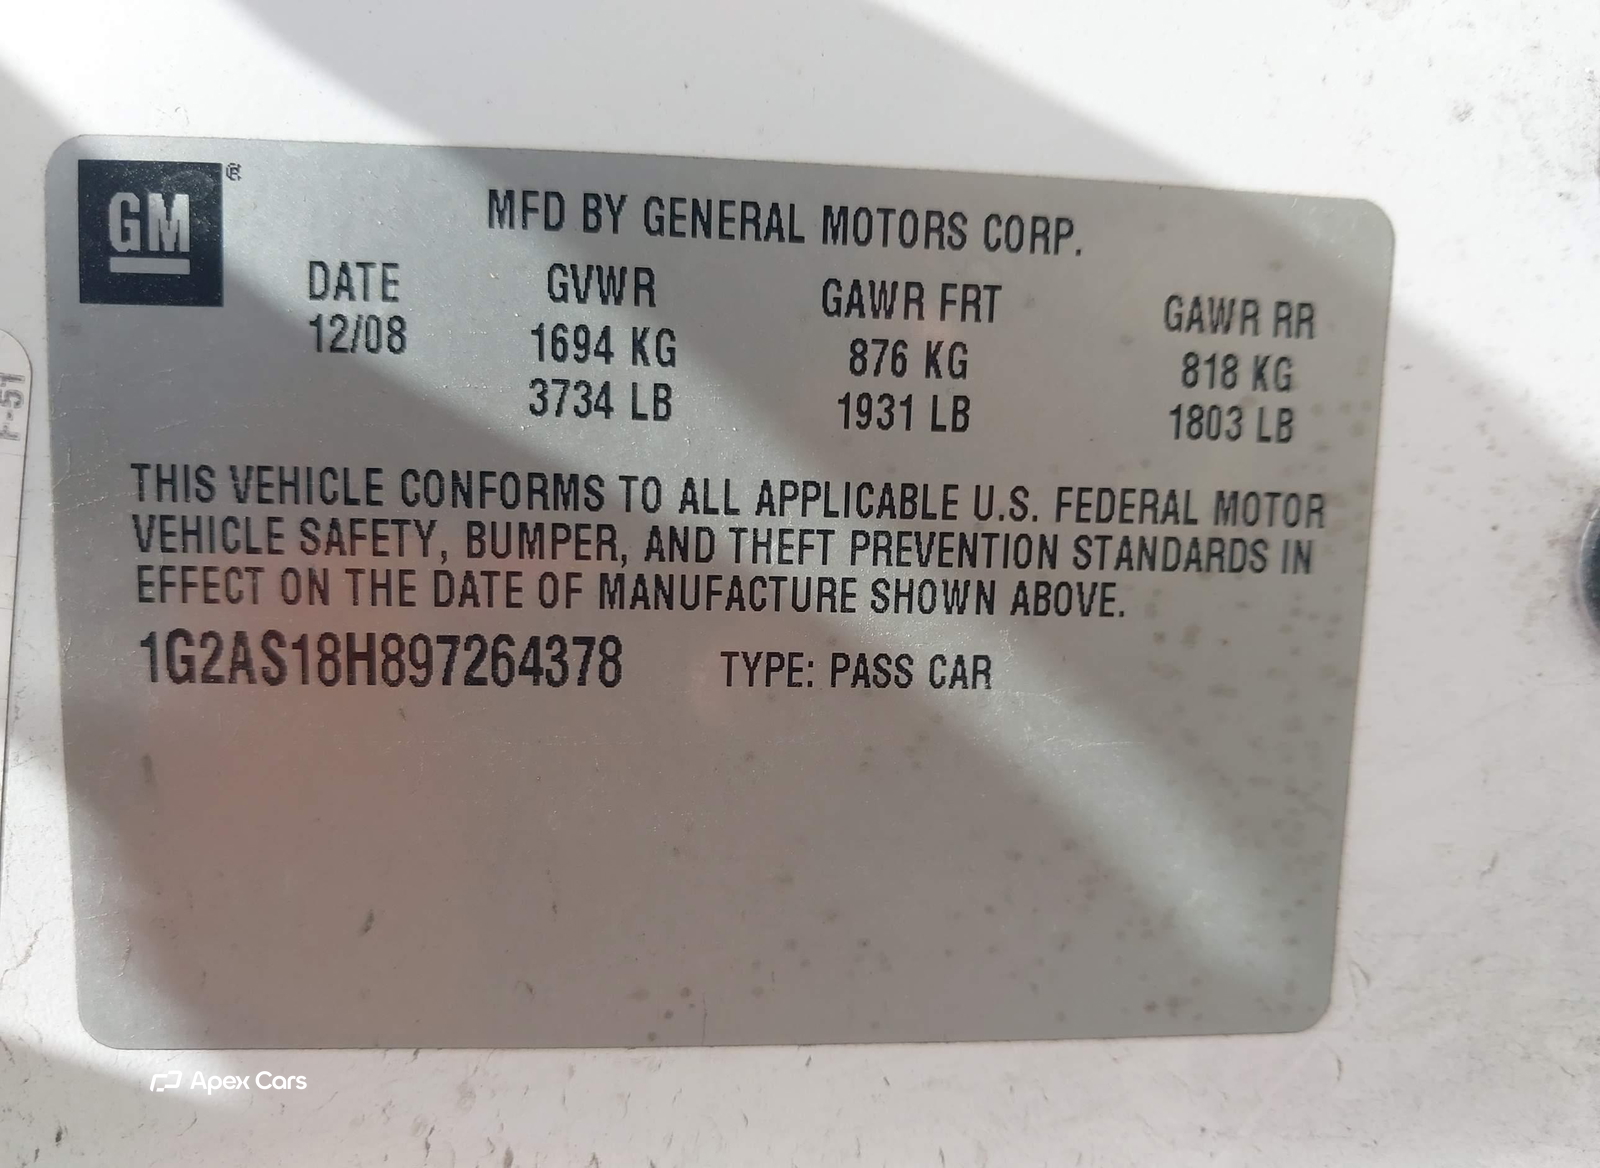 GM ®
MFD BY GENERAL MOTORS CORP.
DATE GVWR GAWR FRT GAWR RR
12/08 1694 KG 876 KG 818 KG
3734 LB 1931 LB 1803 LB
THIS VEHICLE CONFORMS TO ALL APPLICABLE U.S. FEDERAL MOTOR
VEHICLE SAFETY, BUMPER, AND THEFT PREVENTION STANDARDS IN
EFFECT ON THE DATE OF MANUFACTURE SHOWN ABOVE.
1G2AS18H897264378 TYPE: PASS CAR
Apex Cars